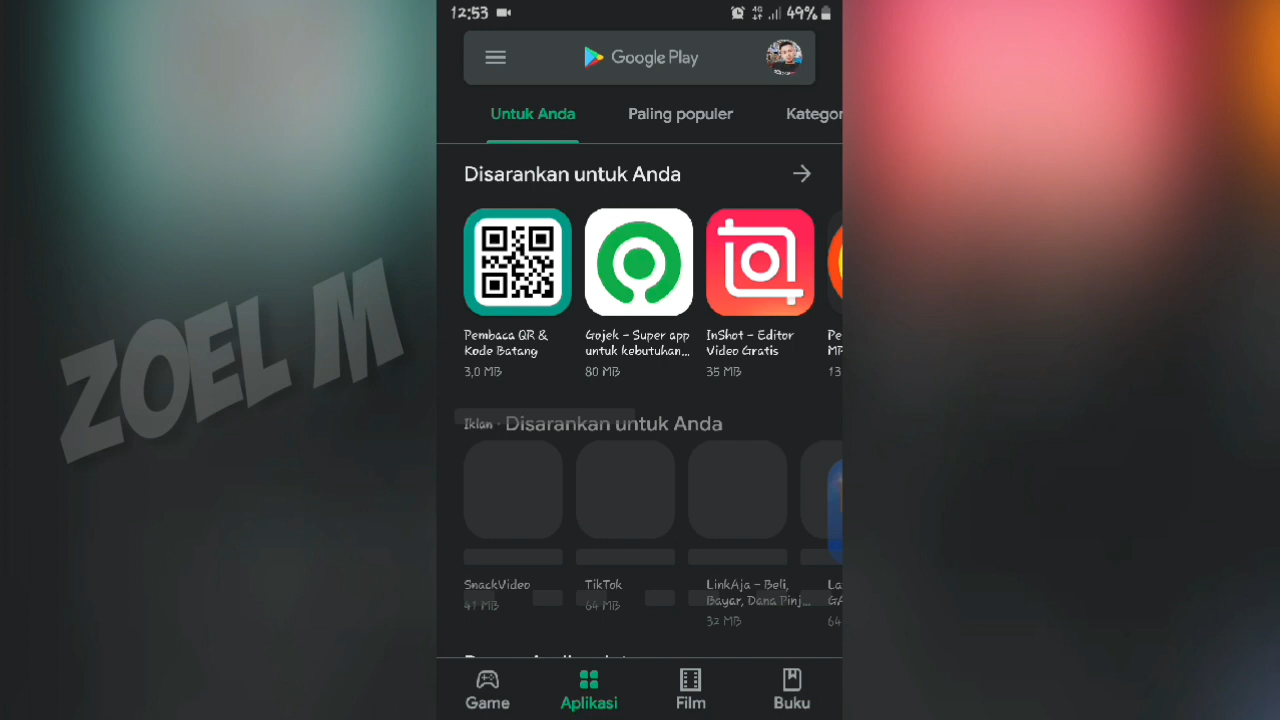 12:53
4G
49%
Google Play
Untuk Anda
Paling populer
Kategor
Disarankan untuk Anda
Pembaca QR &
Kode Batang
3,0 MB
Gojek - Super app
untuk kebutuhan...
80 MB
InShot - Editor
Video Gratis
35 MB
Pe
MP
13
ZOEL M
Iklan · Disarankan untuk Anda
SnackVideo
41 MB
TikTok
64 MB
LinkAja - Beli,
Bayar, Dana Pinj...
32 MB
La
GA
64
Game
Aplikasi
Film
Buku